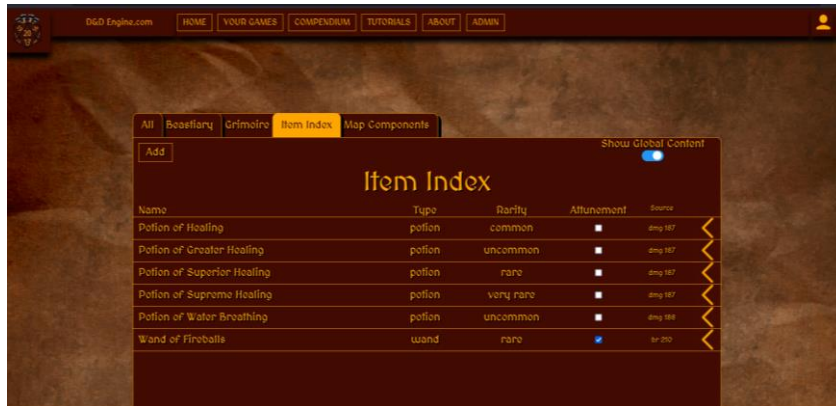 20
D&D Engine.com HOME YOUR GAMES COMPENDIUM TUTORIALS ABOUT ADMIN
All Beastiary Grimoire Item Index Map Components
Add Show Global Content
Item Index
Name Type Rarity Attunement Source
Potion of Healing potion common dmg 187
Potion of Greater Healing potion uncommon dmg 187
Potion of Superior Healing potion rare dmg 187
Potion of Supreme Healing potion very rare dmg 187
Potion of Water Breathing potion uncommon dmg 188
Wand of Fireballs wand rare br 210